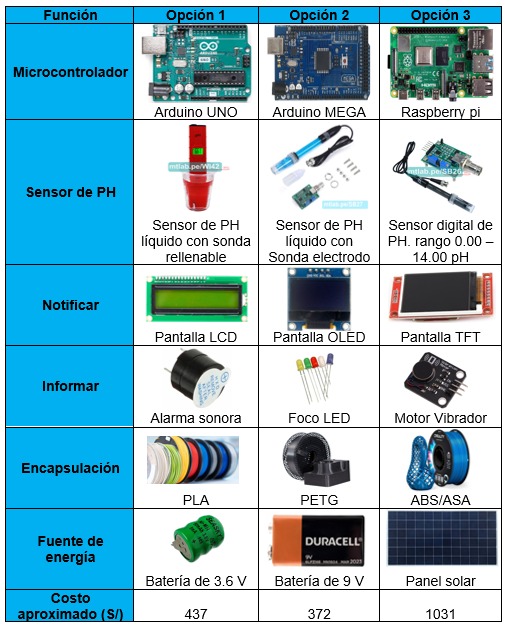 Función Opción 1 Opción 2 Opción 3
Microcontrolador
Arduino UNO Arduino MEGA Raspberry pi
Sensor de PH
mtlab.pe/WI42
mtlab.pe/SB37
mtlab.pe/SB26
Sensor de PH
líquido con sonda
rellenable
Sensor de PH
líquido con
Sonda electrodo
Sensor digital de
PH. rango 0.00 –
14.00 pH
Notificar
Pantalla LCD Pantalla OLED Pantalla TFT
Informar
Alarma sonora Foco LED Motor Vibrador
Encapsulación
PLA PETG ABS/ASA
Fuente de
energía
DURACELL
9V
Batería de 3.6 V Batería de 9 V Panel solar
Costo
aproximado (S/)
437 372 1031